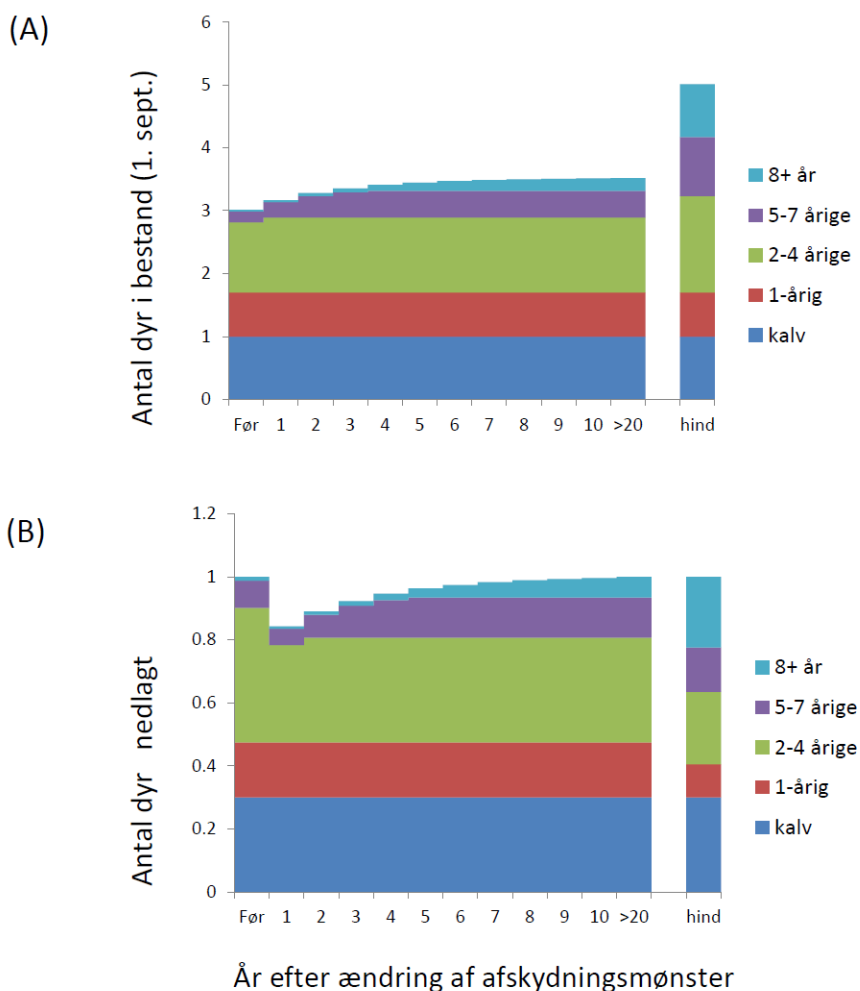 (A)
Antal dyr i bestand (1. sept.)
6
5
4
3
2
1
0
Før 1 2 3 4 5 6 7 8 9 10 >20 hind
8+ år
5-7 årige
2-4 årige
1-årig
kalv
(B)
Antal dyr nedlagt
1.2
1
0.8
0.6
0.4
0.2
0
Før 1 2 3 4 5 6 7 8 9 10 >20 hind
8+ år
5-7 årige
2-4 årige
1-årig
kalv
År efter ændring af afskydningsmønster